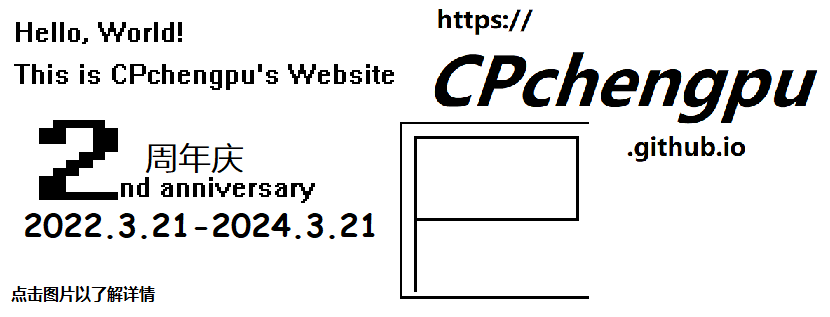 Hello, World!
This is CPchengpu's Website
2周年庆
nd anniversary
2022.3.21-2024.3.21
点击图片以了解详情
https://
CPchengpu
.github.io